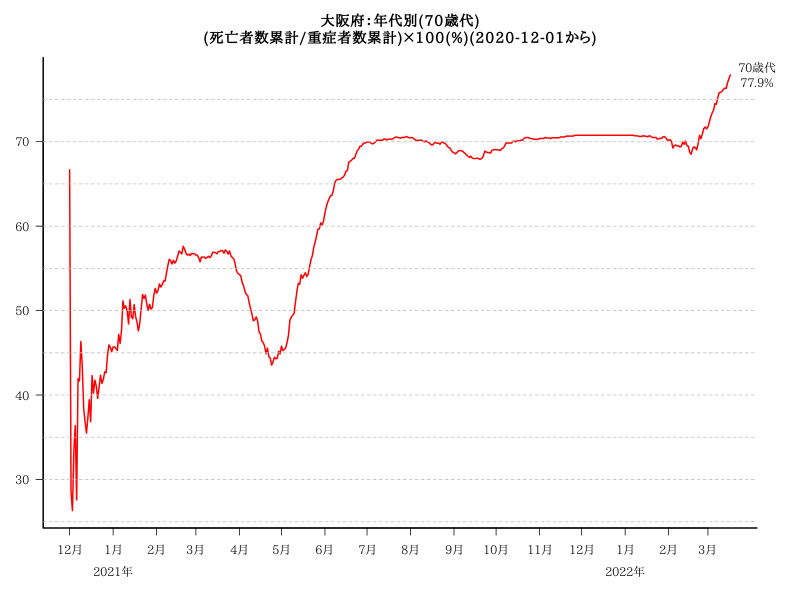 大阪府：年代別(70歳代)
(死亡者数累計/重症者数累計)×100(%)(2020-12-01から)
70歳代
77.9%
70
60
50
40
30
12月 1月 2月 3月 4月 5月 6月 7月 8月 9月 10月 11月 12月 1月 2月 3月
2021年 2022年